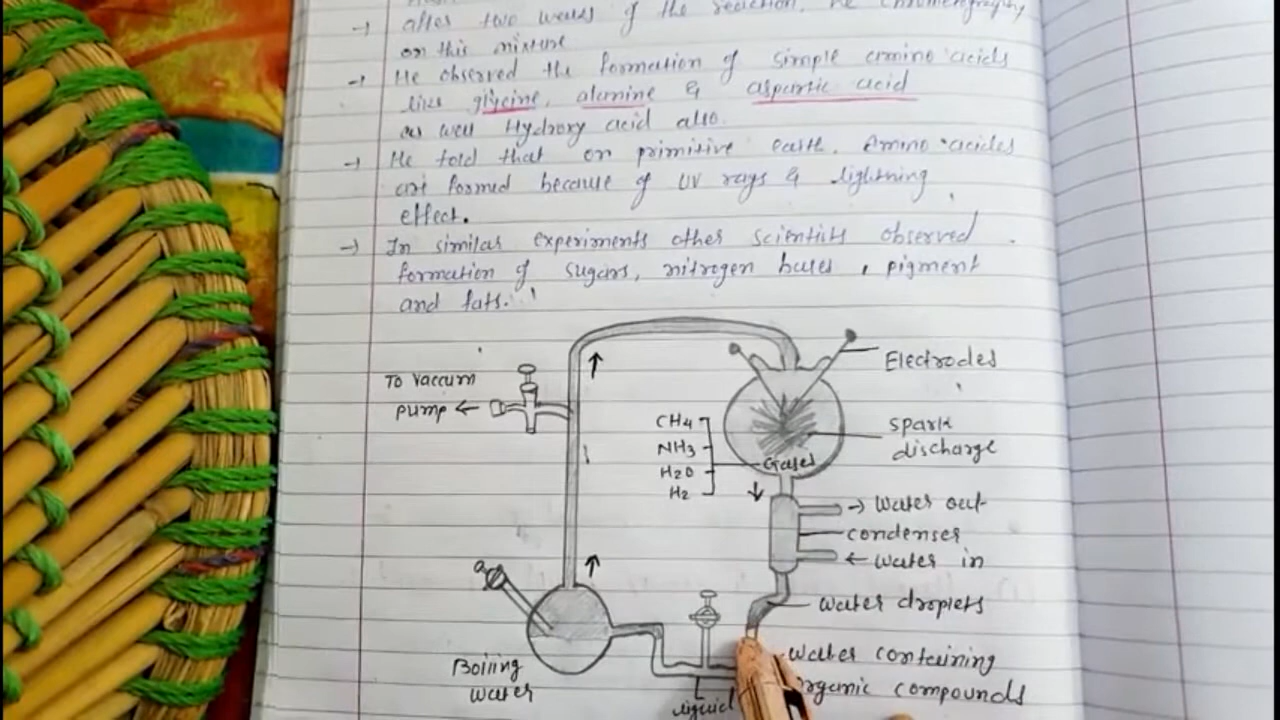 → after two weeks of the reaction, he chromatography
on this mixture
→ He observed the formation of simple amino acids
like glycine, alanine & aspartic acid
as well Hydroxy acid also.
→ He told that on primitive earth. Amino acides
are formed because of UV rays & lightning
effect.
→ In similar experiments other scientists observed
formation of sugars, nitrogen bases, pigment
and fats.
To vaccum
pump ←
Electrodes
CH4
NH3
H2O
H2
Gases
spark
discharge
→ Water out
condenser
← Water in
Water droplets
Boiling
water
liquid
Water containing
organic compounds